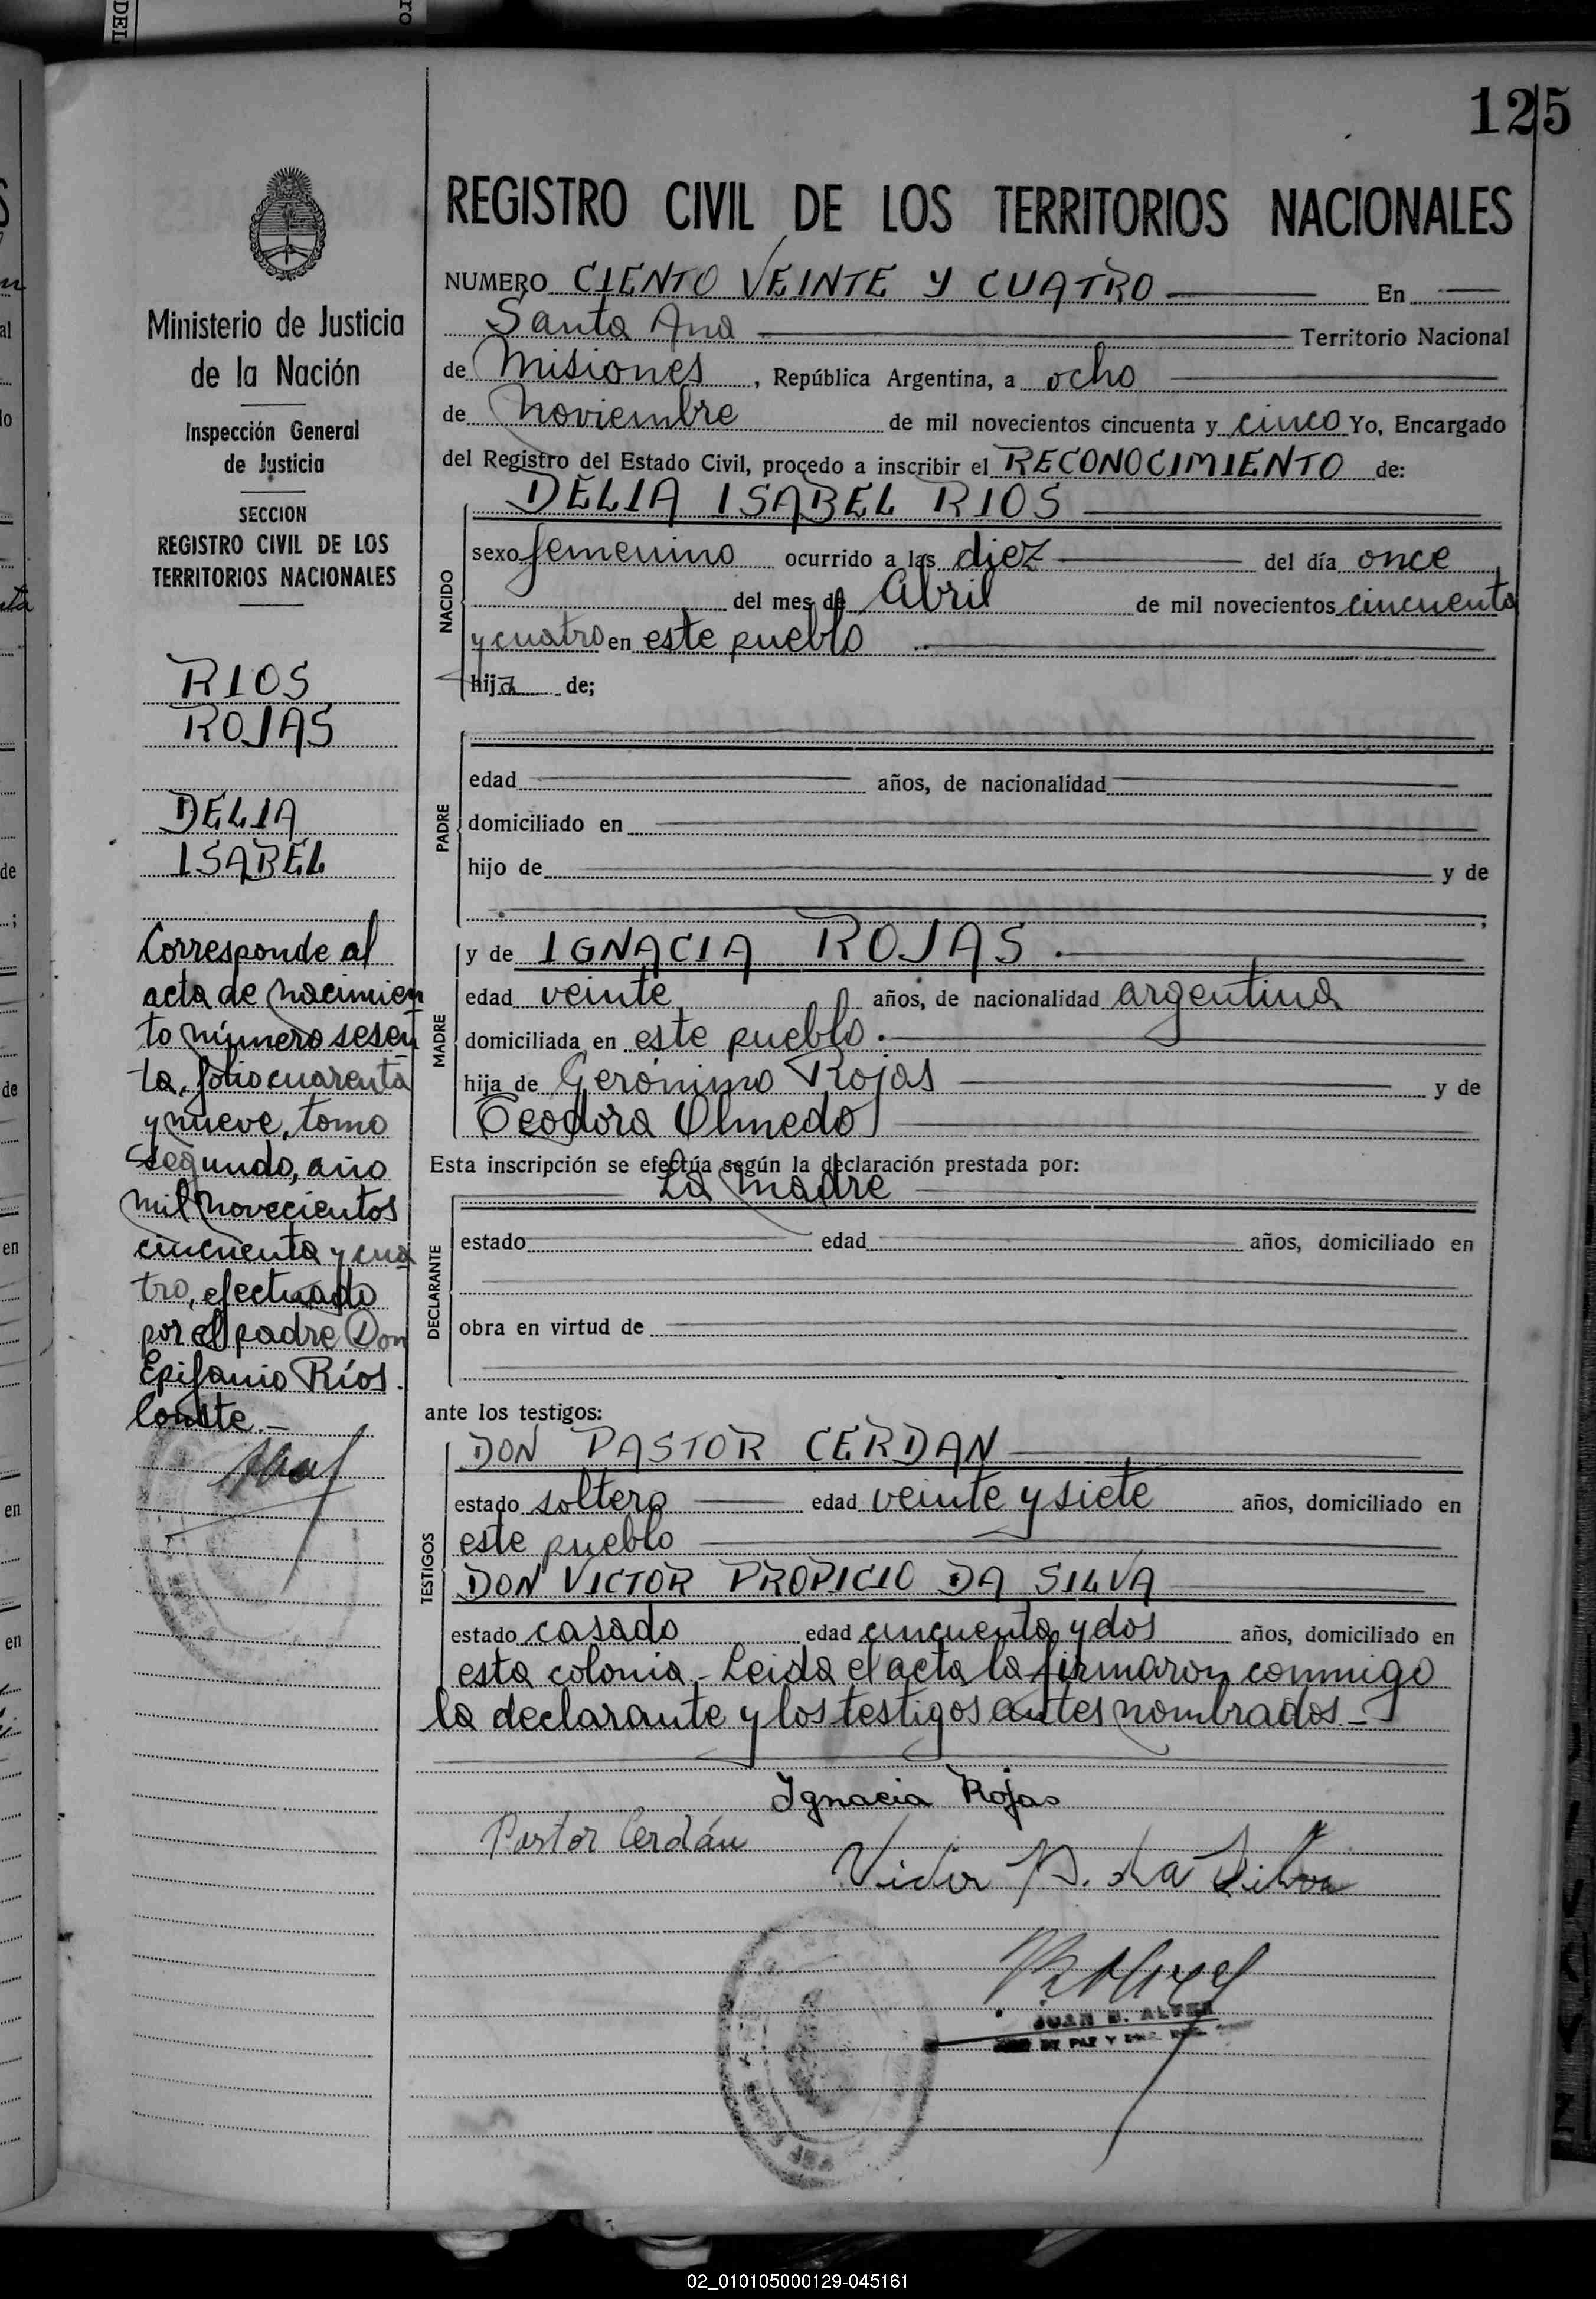 125
REGISTRO CIVIL DE LOS TERRITORIOS NACIONALES
Ministerio de Justicia
de la Nación
Inspección General
de Justicia
SECCION
REGISTRO CIVIL DE LOS
TERRITORIOS NACIONALES
RIOS
ROJAS
DELIA
ISABEL
Corresponde al
acta de nacimien
to número sesen
ta, folio cuarenta
y nueve, tomo
segundo, año
mil novecientos
cincuenta y cua
tro, efectuado
por el padre Don
Epifanio Ríos.
Conste.-
NUMERO CIENTO VEINTE Y CUATRO En
Santa Ana Territorio Nacional
de Misiones, República Argentina, a ocho
de Noviembre de mil novecientos cincuenta y cinco Yo, Encargado
del Registro del Estado Civil, procedo a inscribir el RECONOCIMIENTO de:
NACIDO
DELIA ISABEL RIOS
sexo femenino ocurrido a las diez del día once
del mes de Abril de mil novecientos cincuenta
y cuatro en este pueblo
hija de;
PADRE
edad años, de nacionalidad
domiciliado en
hijo de y de
;
MADRE
y de IGNACIA ROJAS.
edad veinte años, de nacionalidad argentina
domiciliada en este pueblo.
hija de Gerónimo Rojas y de
Teodora Olmedo
Esta inscripción se efectúa según la declaración prestada por:
DECLARANTE
La madre
estado edad años, domiciliado en
obra en virtud de
ante los testigos:
TESTIGOS
DON PASTOR CERDAN
estado soltero edad veinte y siete años, domiciliado en
este pueblo
DON VICTOR PROPICIO DA SILVA
estado casado edad cincuenta y dos años, domiciliado en
esta colonia.- Leida el acta la firmaron conmigo
la declarante y los testigos antes nombrados.-
Ignacia Rojas
Pastor Cerdán
Victor P. da Silva
JUAN B.
DE PAZ Y
02_010105000129-045161